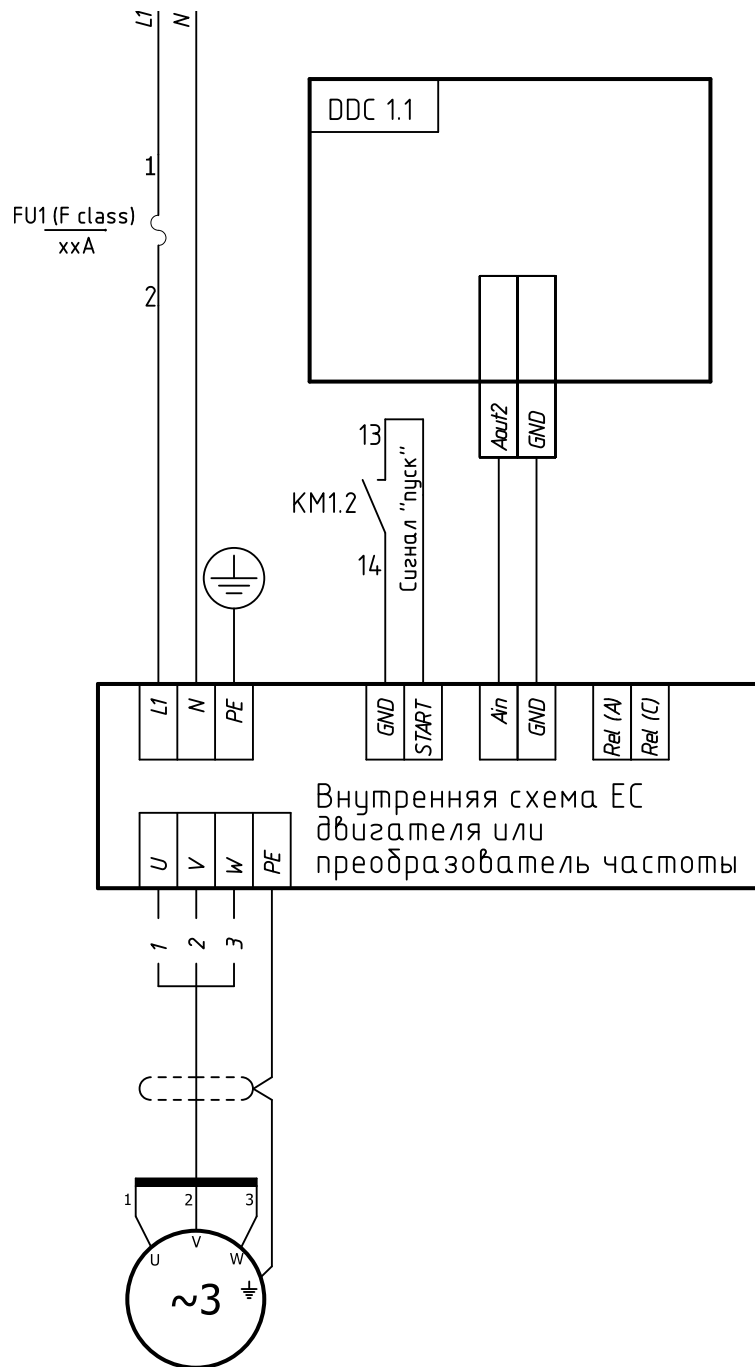 L1
N
DDC 1.1
1
FU1 (F class)
xxA
2
Aout2
GND
13
KM1.2
14
Сигнал "пуск"
L1
N
PE
GND
START
Ain
GND
Rel (A)
Rel (C)
Внутренняя схема ЕС
двигателя или
преобразователь частоты
U
V
W
PE
1
2
3
1
2
3
U
V
W
~3